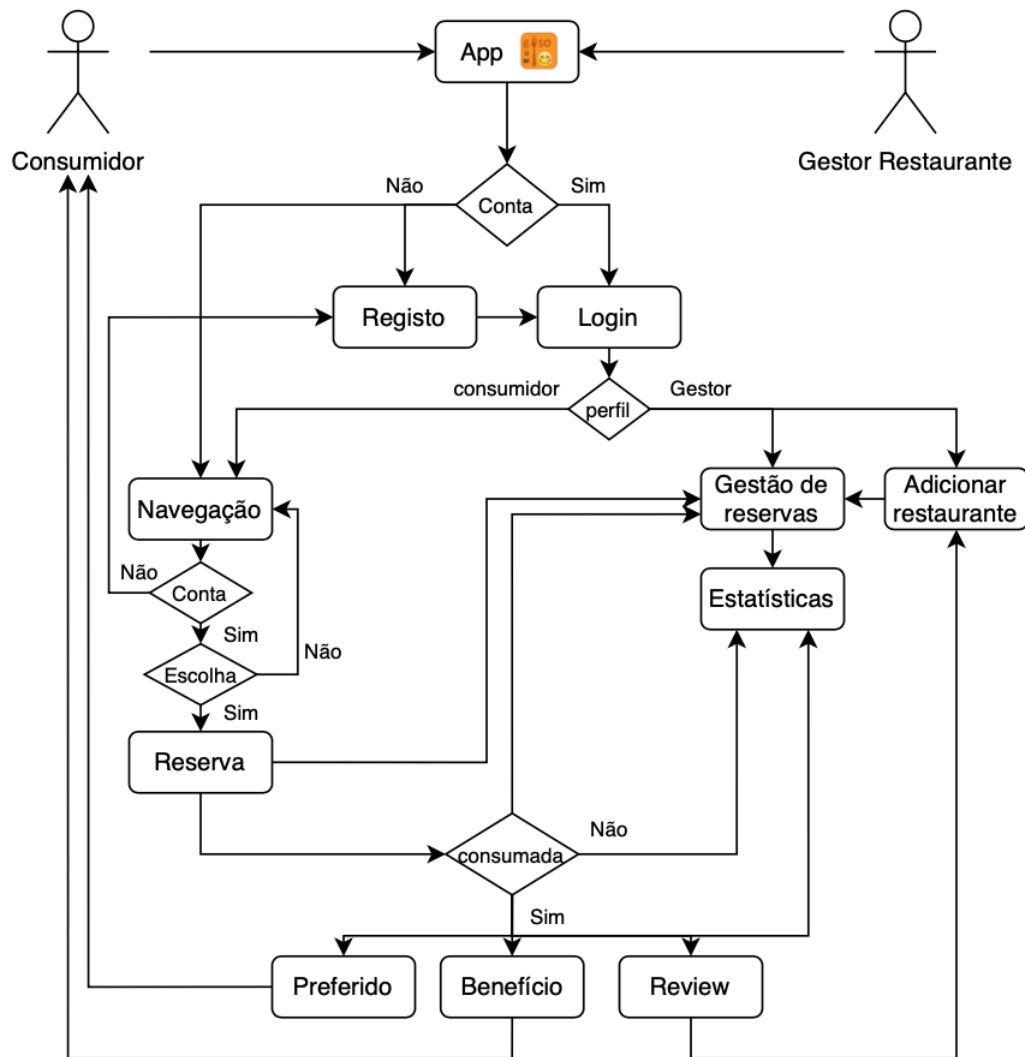 App
Consumidor
Gestor Restaurante
Não
Sim
Conta
Registo
Login
consumidor
Gestor
perfil
Navegação
Gestão de
reservas
Adicionar
restaurante
Não
Conta
Estatísticas
Sim
Não
Escolha
Sim
Reserva
Não
consumada
Sim
Preferido
Benefício
Review